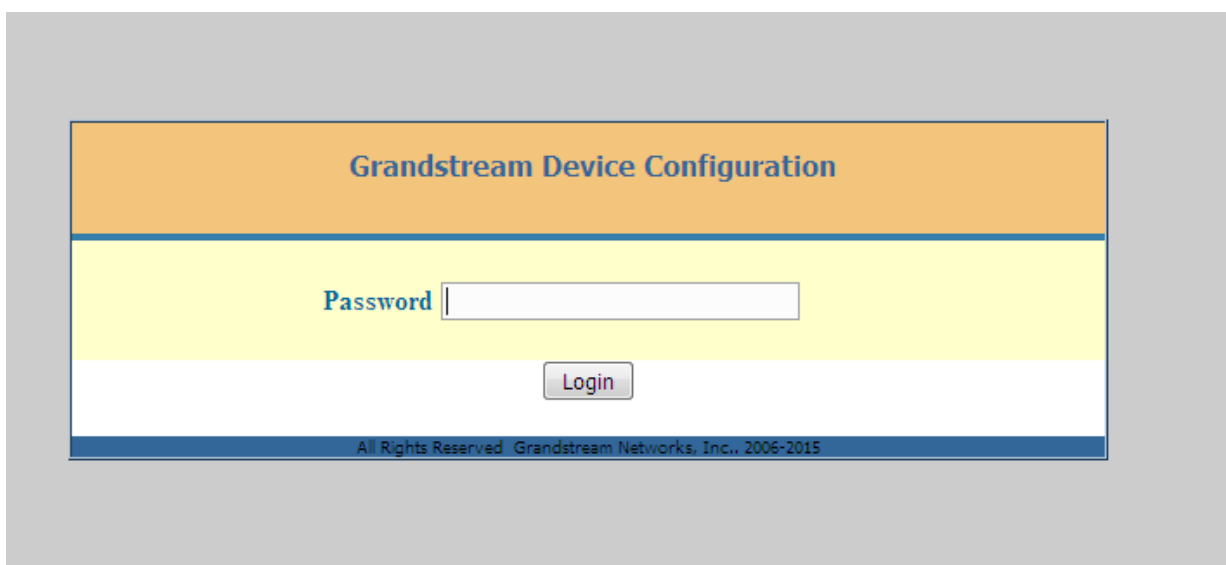 Grandstream Device Configuration
Password
Login
All Rights Reserved Grandstream Networks, Inc.. 2006-2015